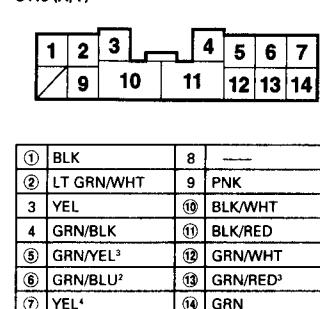 1 2 3 4 5 6 7
9 10 11 12 13 14
① BLK 8 —
② LT GRN/WHT 9 PNK
3 YEL ⑩ BLK/WHT
4 GRN/BLK ⑪ BLK/RED
⑤ GRN/YEL³ ⑫ GRN/WHT
⑥ GRN/BLU² ⑬ GRN/RED³
⑦ YEL⁴ ⑭ GRN